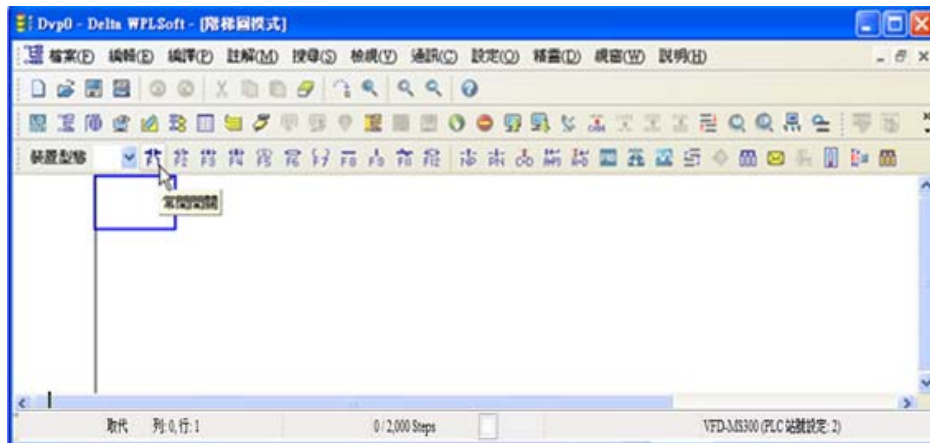 Dvp0 - Delta WPLSoft - [階梯圖模式]
檔案(F) 編輯(E) 編譯(P) 註解(M) 搜尋(S) 檢視(V) 通訊(C) 設定(O) 精靈(D) 視窗(W) 說明(H)
裝置型態
常開開關
取代 列: 0, 行: 1 0 / 2,000 Steps VFD-MS300 (PLC 站號設定: 2)